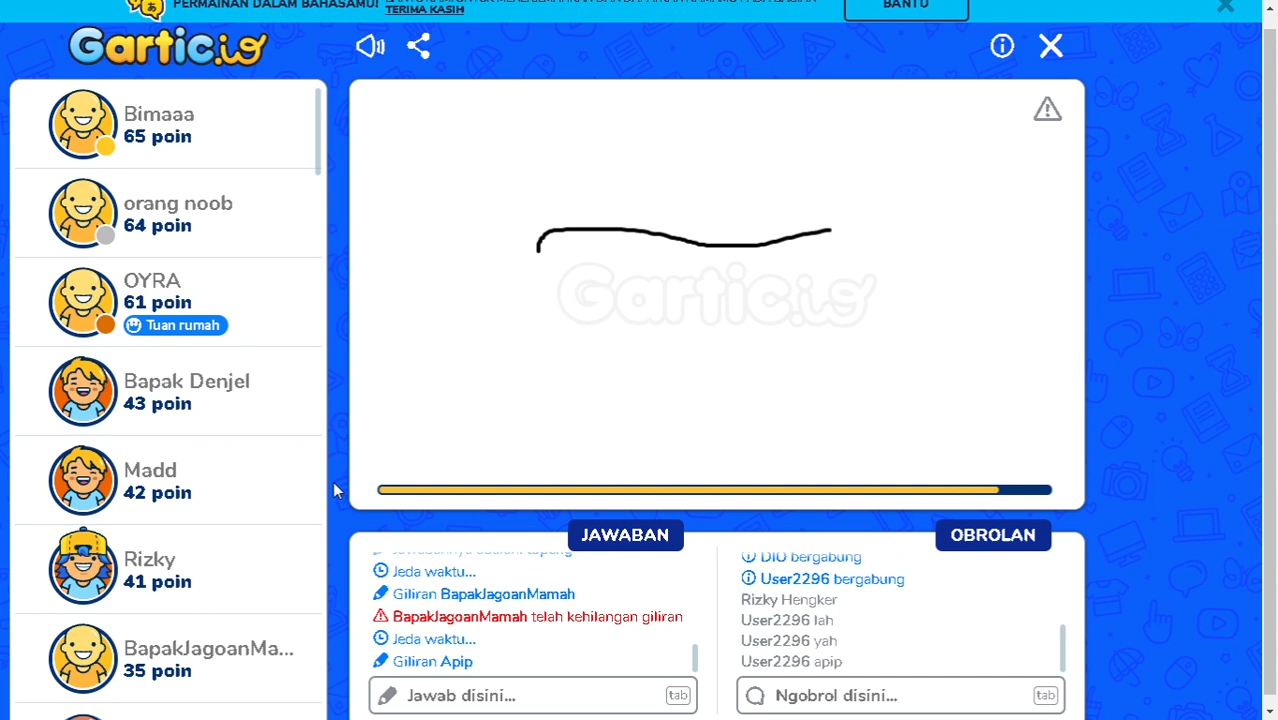 PERMAINAN DALAM BAHASAMU!
TERIMA KASIH
BANTU
Gartic.io
Bimaaa
65 poin
orang noob
64 poin
OYRA
61 poin
Tuan rumah
Bapak Denjel
43 poin
Madd
42 poin
Rizky
41 poin
BapakJagoanMa...
35 poin
Gartic.io
JAWABAN
Jeda waktu...
Giliran BapakJagoanMamah
BapakJagoanMamah telah kehilangan giliran
Jeda waktu...
Giliran Apip
Jawab disini...
tab
OBROLAN
DIO bergabung
User2296 bergabung
Rizky Hengker
User2296 lah
User2296 yah
User2296 apip
Ngobrol disini...
tab